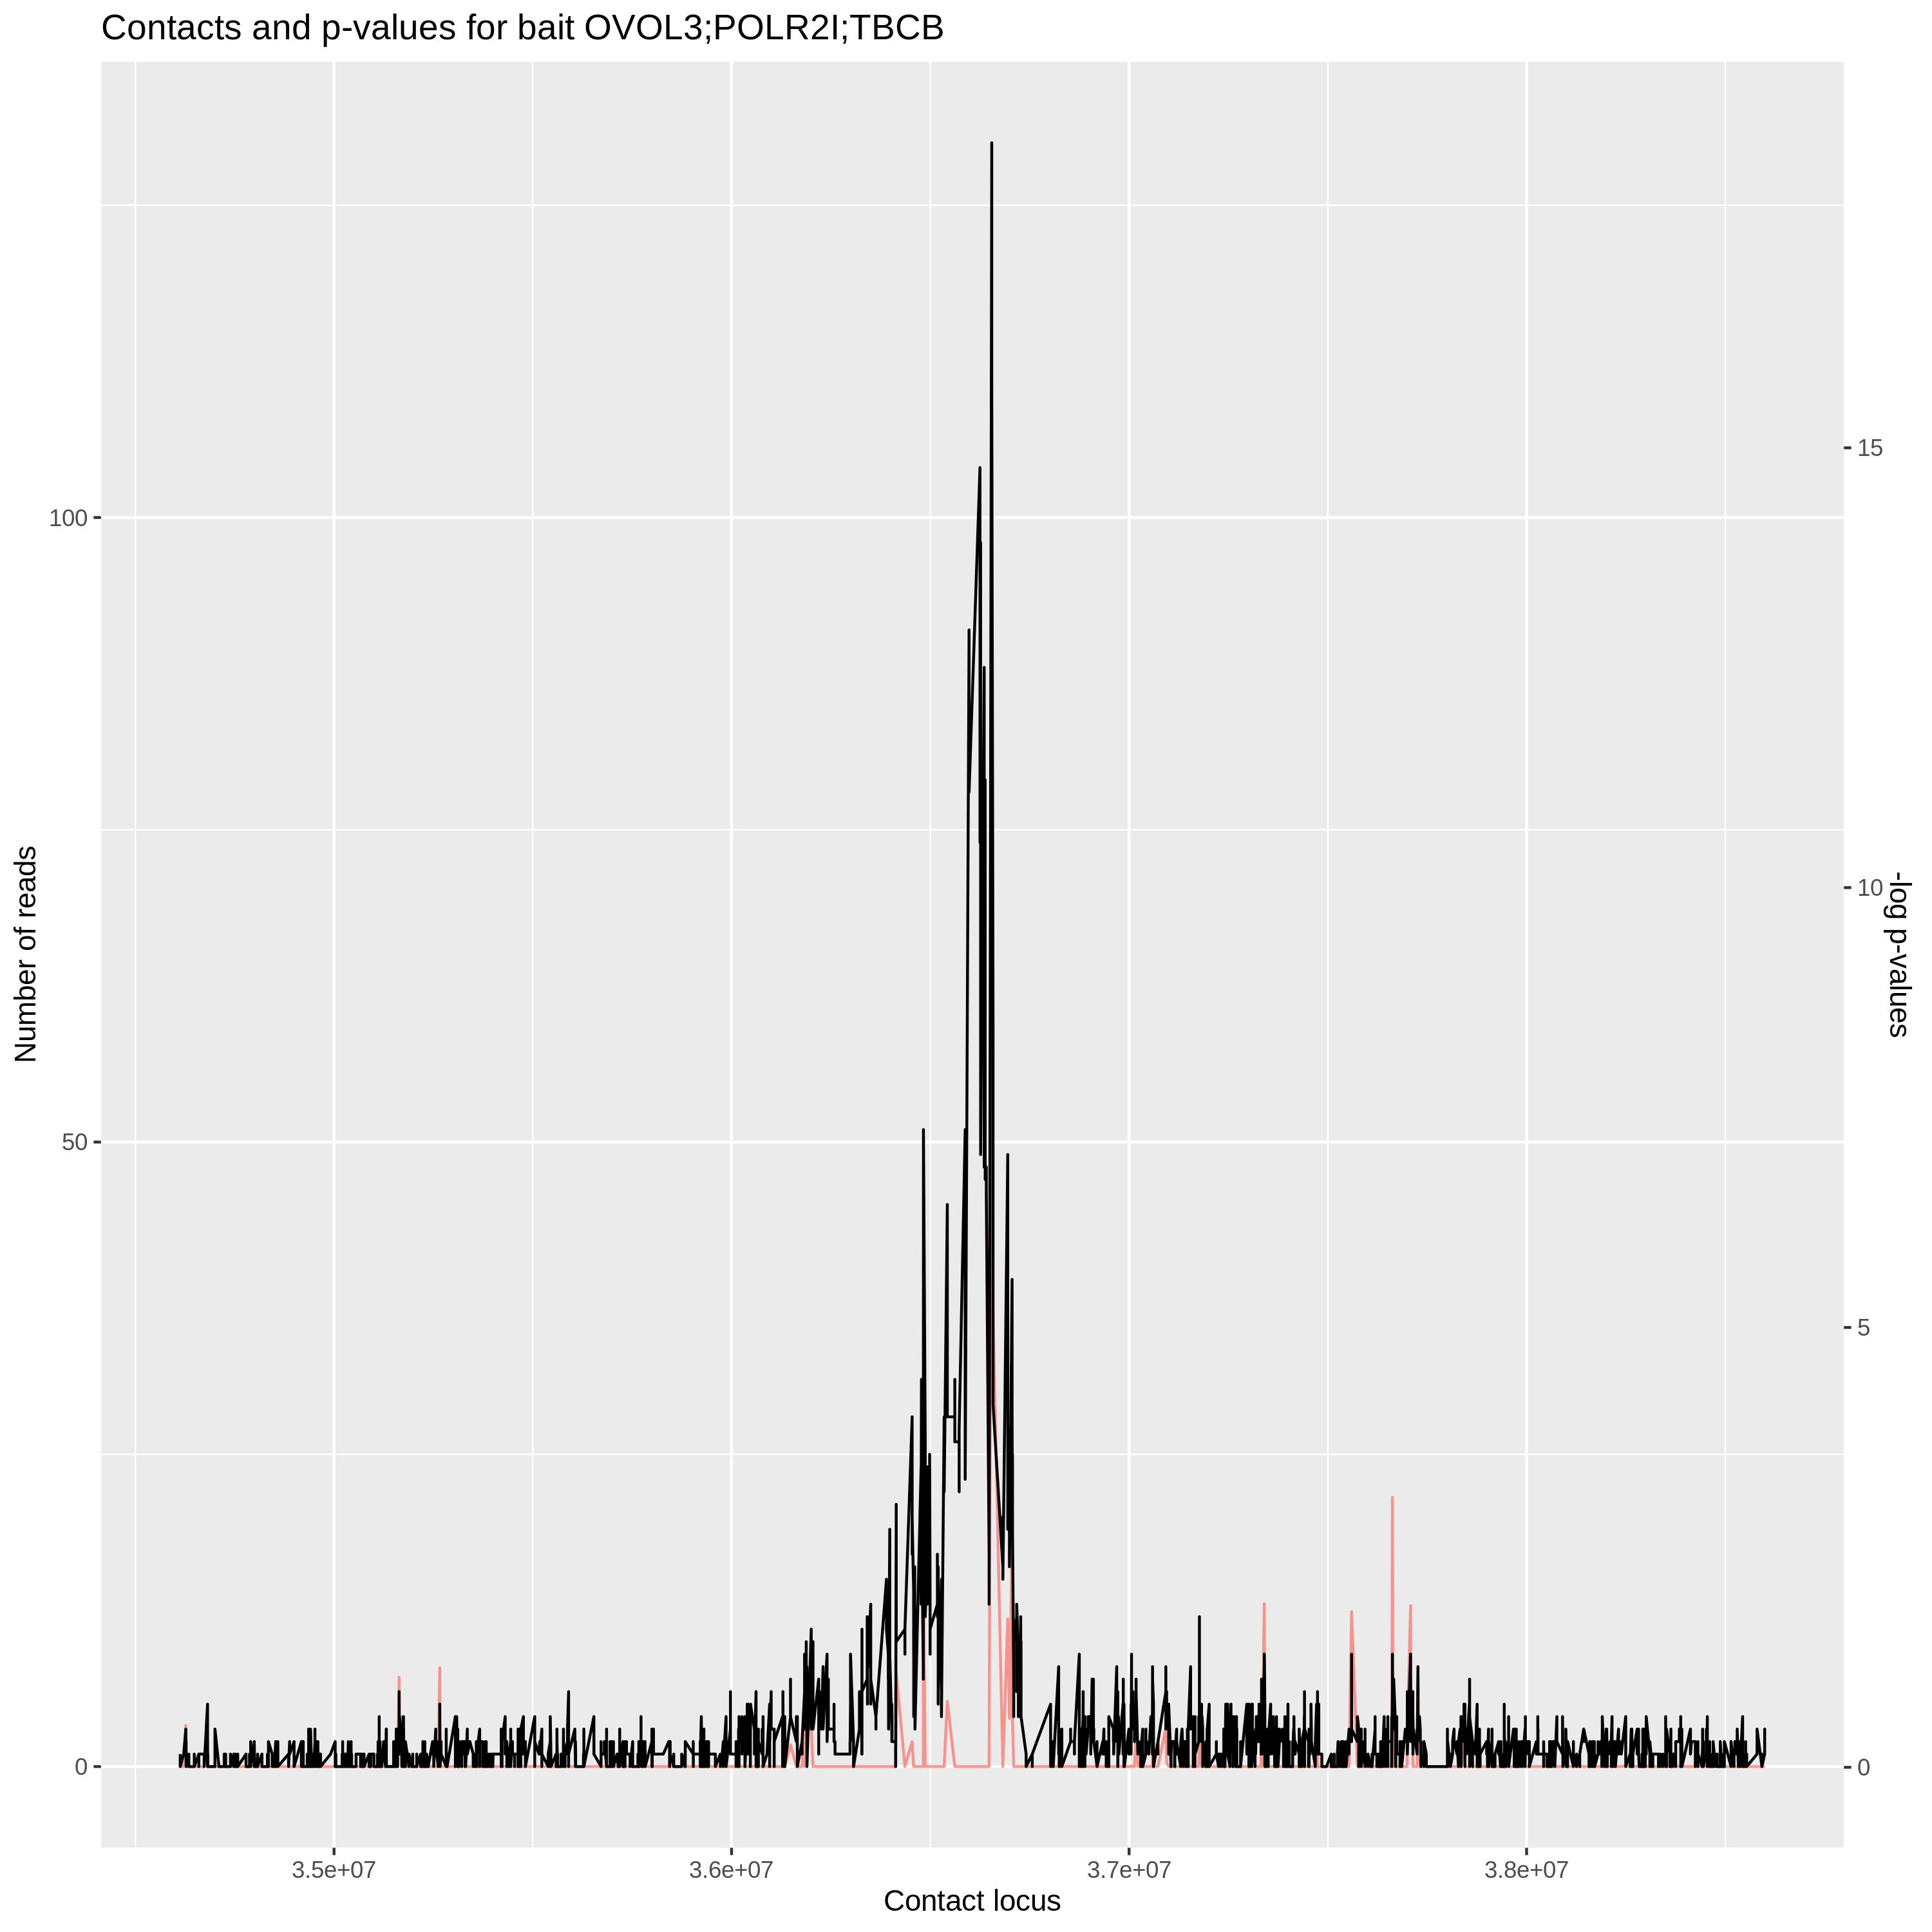 Contacts and p-values for bait OVOL3;POLR2I;TBCB
Number of reads
100
50
0
15
10
5
0
-log p-values
3.5e+07
3.6e+07
3.7e+07
3.8e+07
Contact locus